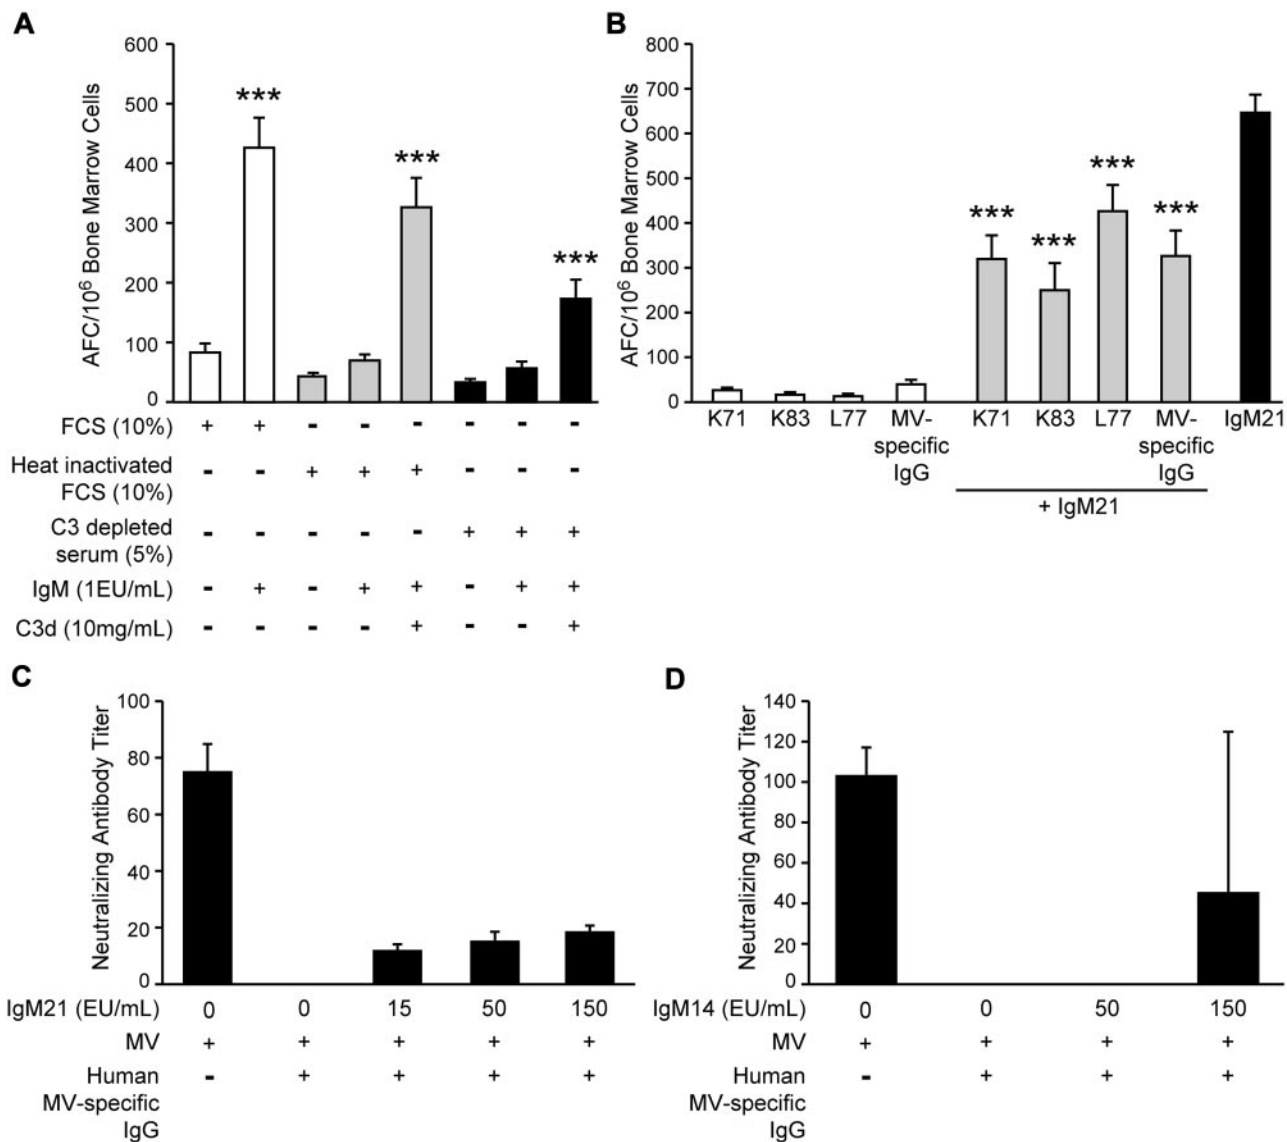 A
AFC/10⁶ Bone Marrow Cells
600
500
400
300
200
100
0
***
***
***
FCS (10%) + + - - - - - -
Heat inactivated
FCS (10%) - - + + + - - -
C3 depleted
serum (5%) - - - - - + + +
IgM (1EU/mL) - + - + + - + +
C3d (10mg/mL) - - - - + - - +
B
AFC/10⁶ Bone Marrow Cells
800
700
600
500
400
300
200
100
0
***
***
***
***
K71 K83 L77 MV-specific IgG K71 K83 L77 MV-specific IgG IgM21
+ IgM21
C
Neutralizing Antibody Titer
100
80
60
40
20
0
IgM21 (EU/mL) 0 0 15 50 150
MV + + + + +
Human - + + + +
MV-specific
IgG
D
Neutralizing Antibody Titer
140
120
100
80
60
40
20
0
IgM14 (EU/mL) 0 0 50 150
MV + + + +
Human - + + +
MV-specific
IgG